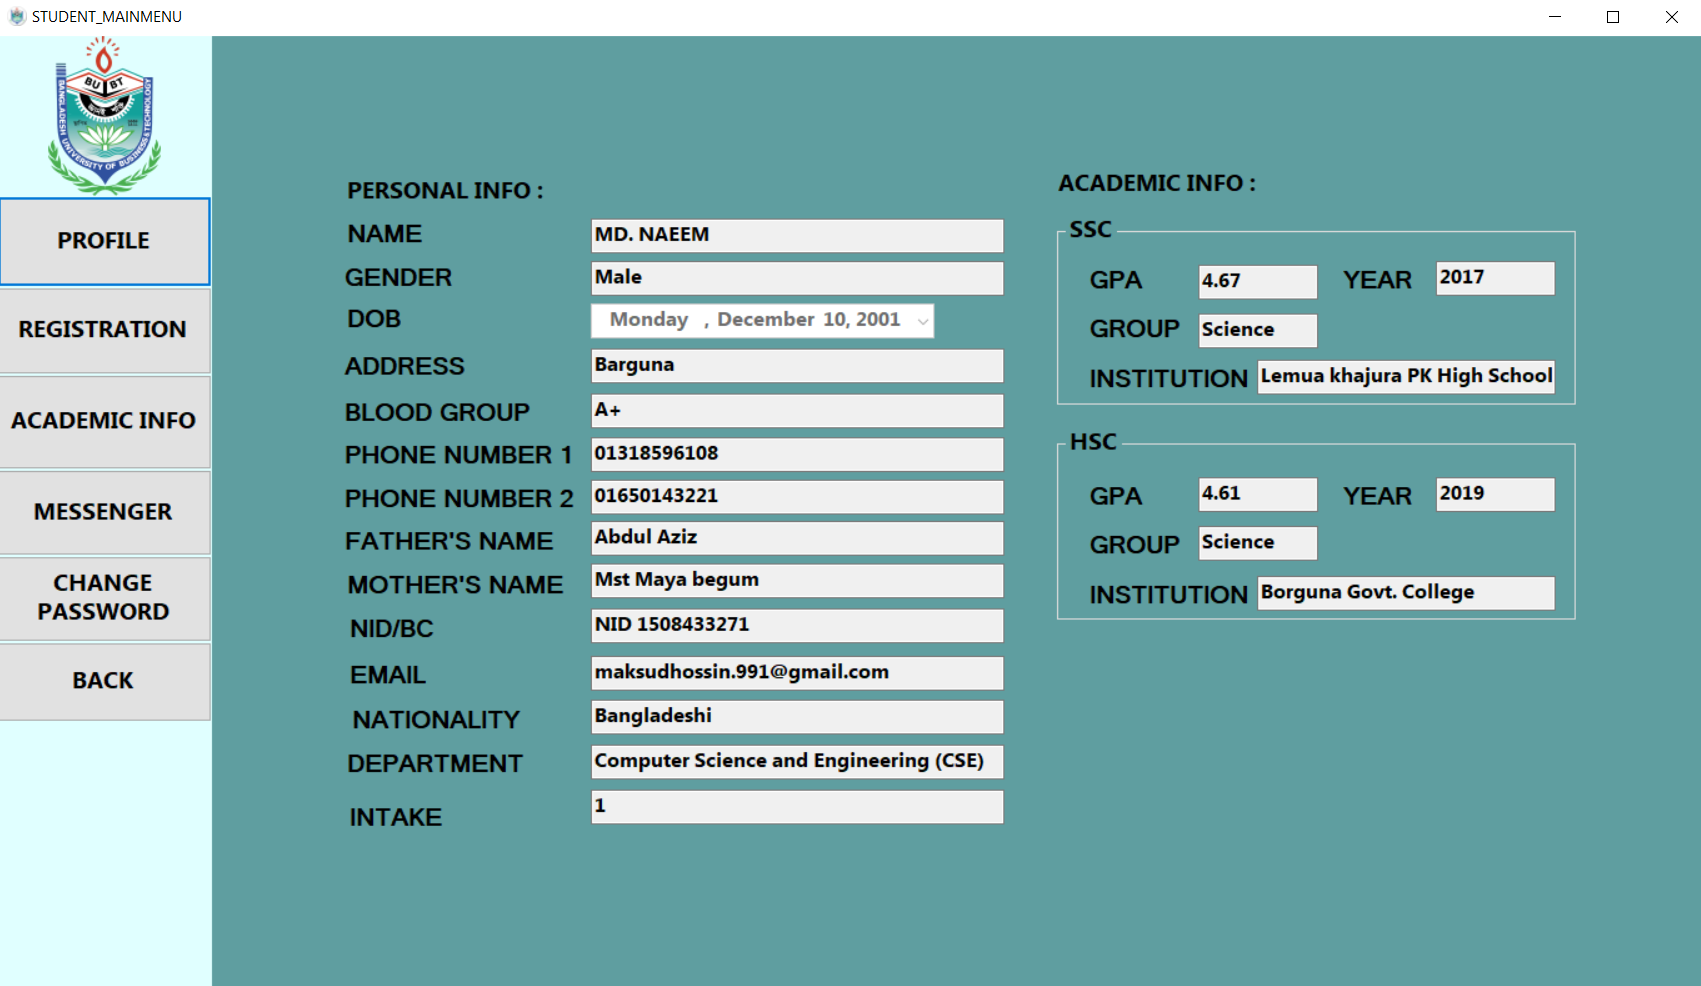 STUDENT_MAINMENU
BU BT
BANGLADESH UNIVERSITY OF BUSINESS & TECHNOLOGY
PROFILE
REGISTRATION
ACADEMIC INFO
MESSENGER
CHANGE
PASSWORD
BACK
PERSONAL INFO :
NAME MD. NAEEM
GENDER Male
DOB Monday , December 10, 2001
ADDRESS Barguna
BLOOD GROUP A+
PHONE NUMBER 1 01318596108
PHONE NUMBER 2 01650143221
FATHER'S NAME Abdul Aziz
MOTHER'S NAME Mst Maya begum
NID/BC NID 1508433271
EMAIL maksudhossin.991@gmail.com
NATIONALITY Bangladeshi
DEPARTMENT Computer Science and Engineering (CSE)
INTAKE 1
ACADEMIC INFO :
SSC
GPA 4.67 YEAR 2017
GROUP Science
INSTITUTION Lemua khajura PK High School
HSC
GPA 4.61 YEAR 2019
GROUP Science
INSTITUTION Borguna Govt. College